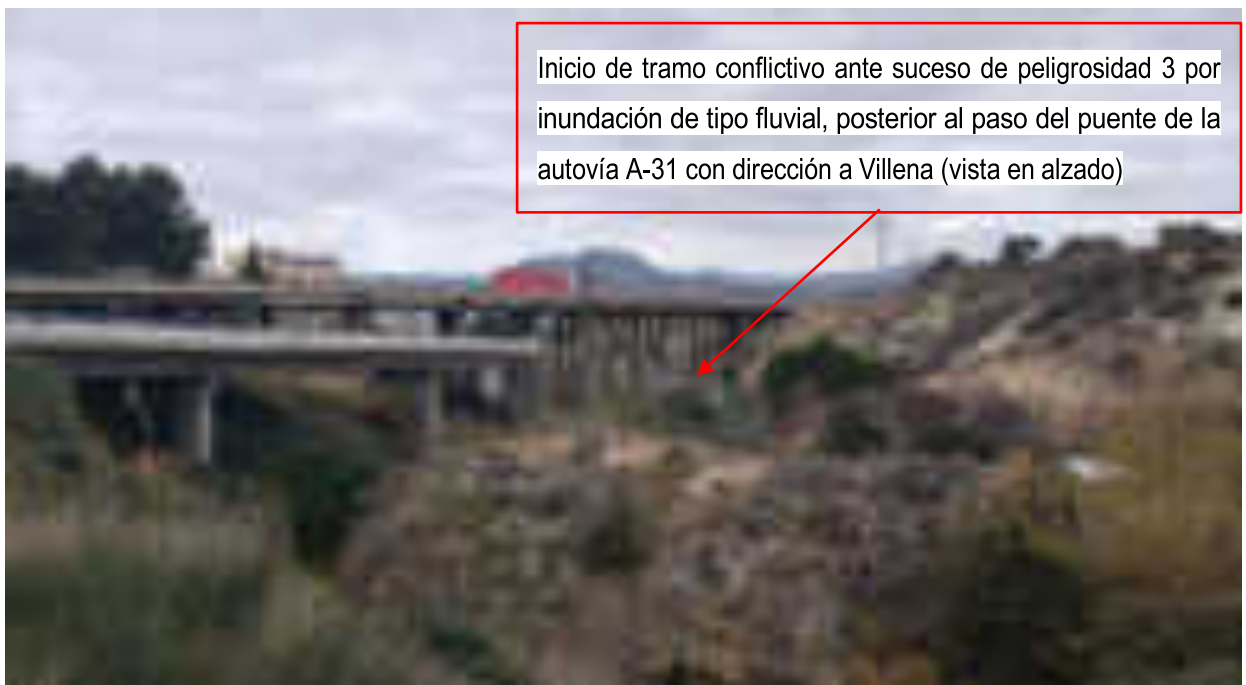 Inicio de tramo conflictivo ante suceso de peligrosidad 3 por
inundación de tipo fluvial, posterior al paso del puente de la
autovía A-31 con dirección a Villena (vista en alzado)